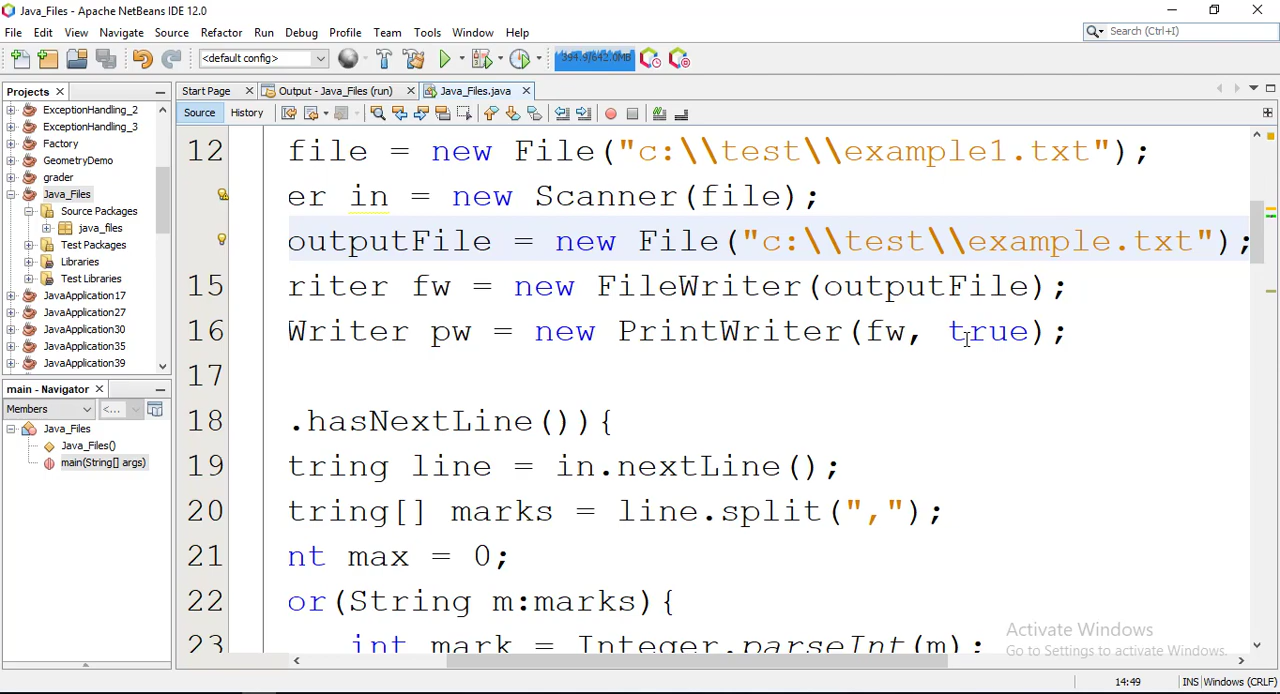 Java_Files - Apache NetBeans IDE 12.0
File Edit View Navigate Source Refactor Run Debug Profile Team Tools Window Help
Search (Ctrl+I)
<default config>
394.9/642.0MB
Projects
Start Page
Output - Java_Files (run)
Java_Files.java
Source
History
ExceptionHandling_2
ExceptionHandling_3
Factory
GeometryDemo
grader
Java_Files
Source Packages
java_files
Test Packages
Libraries
Test Libraries
JavaApplication17
JavaApplication27
JavaApplication30
JavaApplication35
JavaApplication39
main - Navigator
Members
<...
Java_Files
Java_Files()
main(String[] args)
12 file = new File("c:\\test\\example1.txt");
er in = new Scanner(file);
outputFile = new File("c:\\test\\example.txt");
15 riter fw = new FileWriter(outputFile);
16 Writer pw = new PrintWriter(fw, true);
17
18 .hasNextLine()){
19 tring line = in.nextLine();
20 tring[] marks = line.split(",");
21 nt max = 0;
22 or(String m:marks){
23 int mark = Integer.parseInt(m);
Activate Windows
Go to Settings to activate Windows.
14:49
INS
Windows (CRLF)